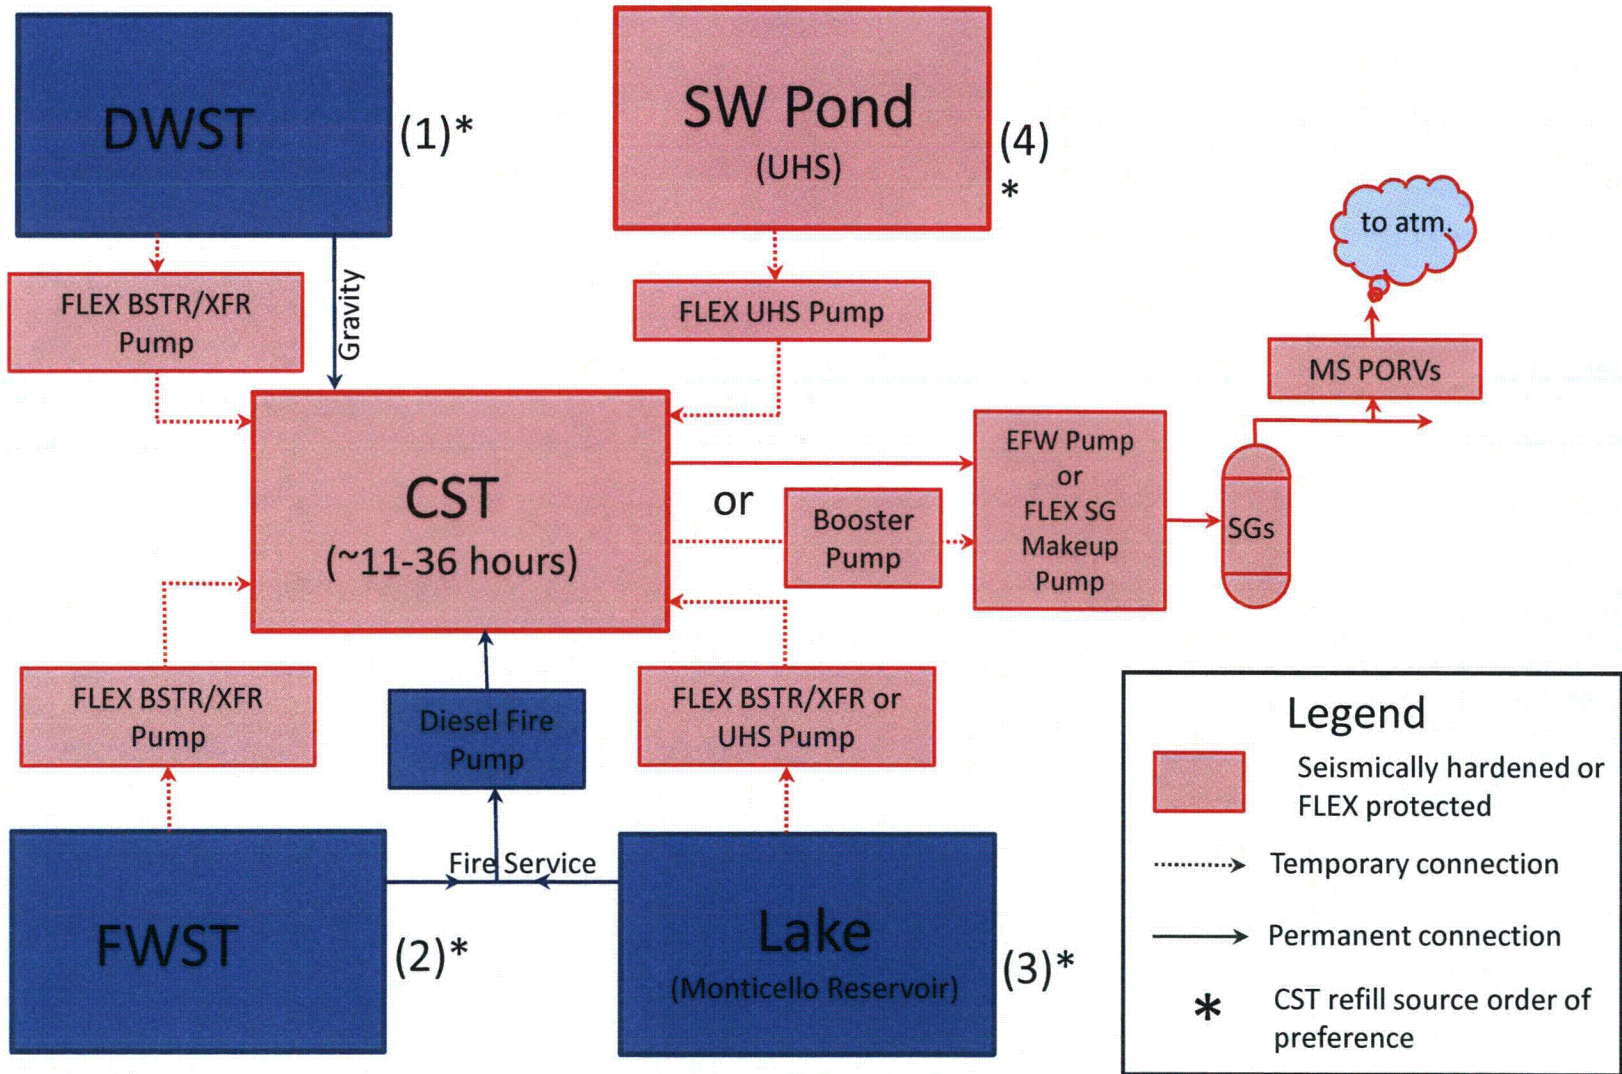 DWST
(1)*
SW Pond
(UHS)
(4)
*
to atm.
FLEX BSTR/XFR
Pump
Gravity
FLEX UHS Pump
MS PORVs
CST
(~11-36 hours)
or
Booster
Pump
EFW Pump
or
FLEX SG
Makeup
Pump
SGs
FLEX BSTR/XFR
Pump
Diesel Fire
Pump
FLEX BSTR/XFR or
UHS Pump
Fire Service
FWST
(2)*
Lake
(Monticello Reservoir)
(3)*
Legend
Seismically hardened or
FLEX protected
Temporary connection
Permanent connection
* CST refill source order of
preference